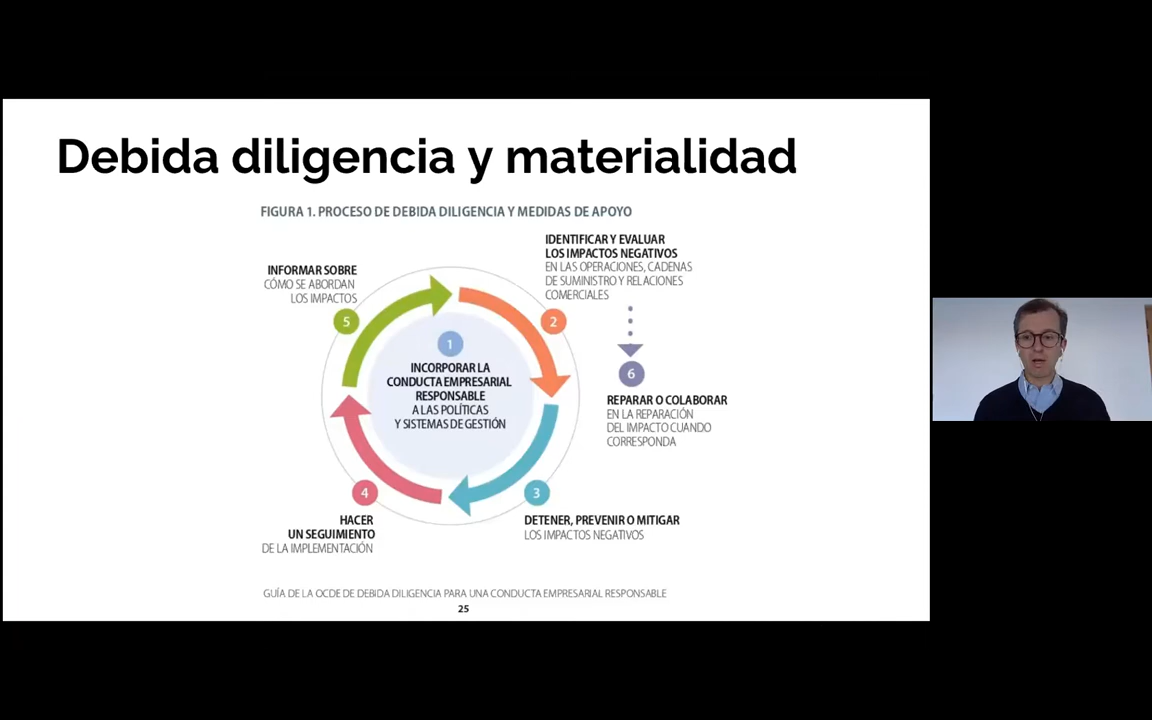 Debida diligencia y materialidad
FIGURA 1. PROCESO DE DEBIDA DILIGENCIA Y MEDIDAS DE APOYO
1
INCORPORAR LA
CONDUCTA EMPRESARIAL
RESPONSABLE
A LAS POLÍTICAS
Y SISTEMAS DE GESTIÓN
2
IDENTIFICAR Y EVALUAR
LOS IMPACTOS NEGATIVOS
EN LAS OPERACIONES, CADENAS
DE SUMINISTRO Y RELACIONES
COMERCIALES
3
DETENER, PREVENIR O MITIGAR
LOS IMPACTOS NEGATIVOS
4
HACER
UN SEGUIMIENTO
DE LA IMPLEMENTACIÓN
5
INFORMAR SOBRE
CÓMO SE ABORDAN
LOS IMPACTOS
6
REPARAR O COLABORAR
EN LA REPARACIÓN
DEL IMPACTO CUANDO
CORRESPONDA
GUÍA DE LA OCDE DE DEBIDA DILIGENCIA PARA UNA CONDUCTA EMPRESARIAL RESPONSABLE
25